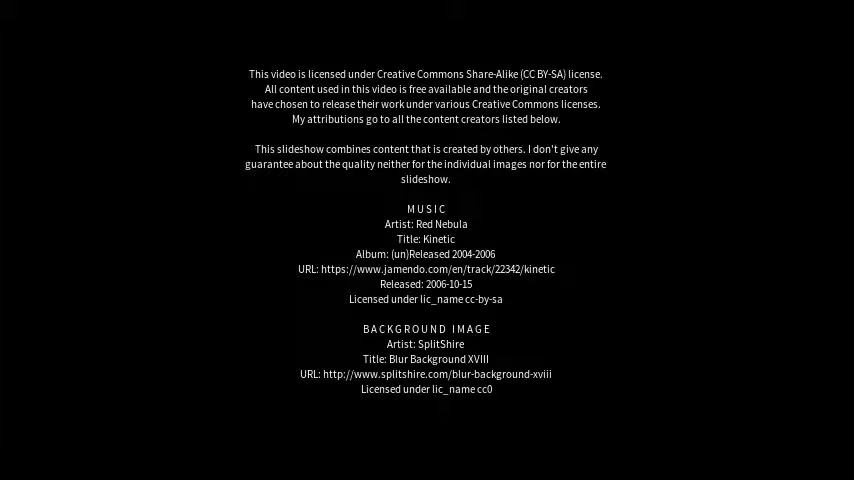 This video is licensed under Creative Commons Share-Alike (CC BY-SA) license.
All content used in this video is free available and the original creators
have chosen to release their work under various Creative Commons licenses.
My attributions go to all the content creators listed below.
This slideshow combines content that is created by others. I don't give any
guarantee about the quality neither for the individual images nor for the entire
slideshow.
MUSIC
Artist: Red Nebula
Title: Kinetic
Album: (un)Released 2004-2006
URL: https://www.jamendo.com/en/track/22342/kinetic
Released: 2006-10-15
Licensed under lic_name cc-by-sa
BACKGROUND IMAGE
Artist: SplitShire
Title: Blur Background XVIII
URL: http://www.splitshire.com/blur-background-xviii
Licensed under lic_name cc0